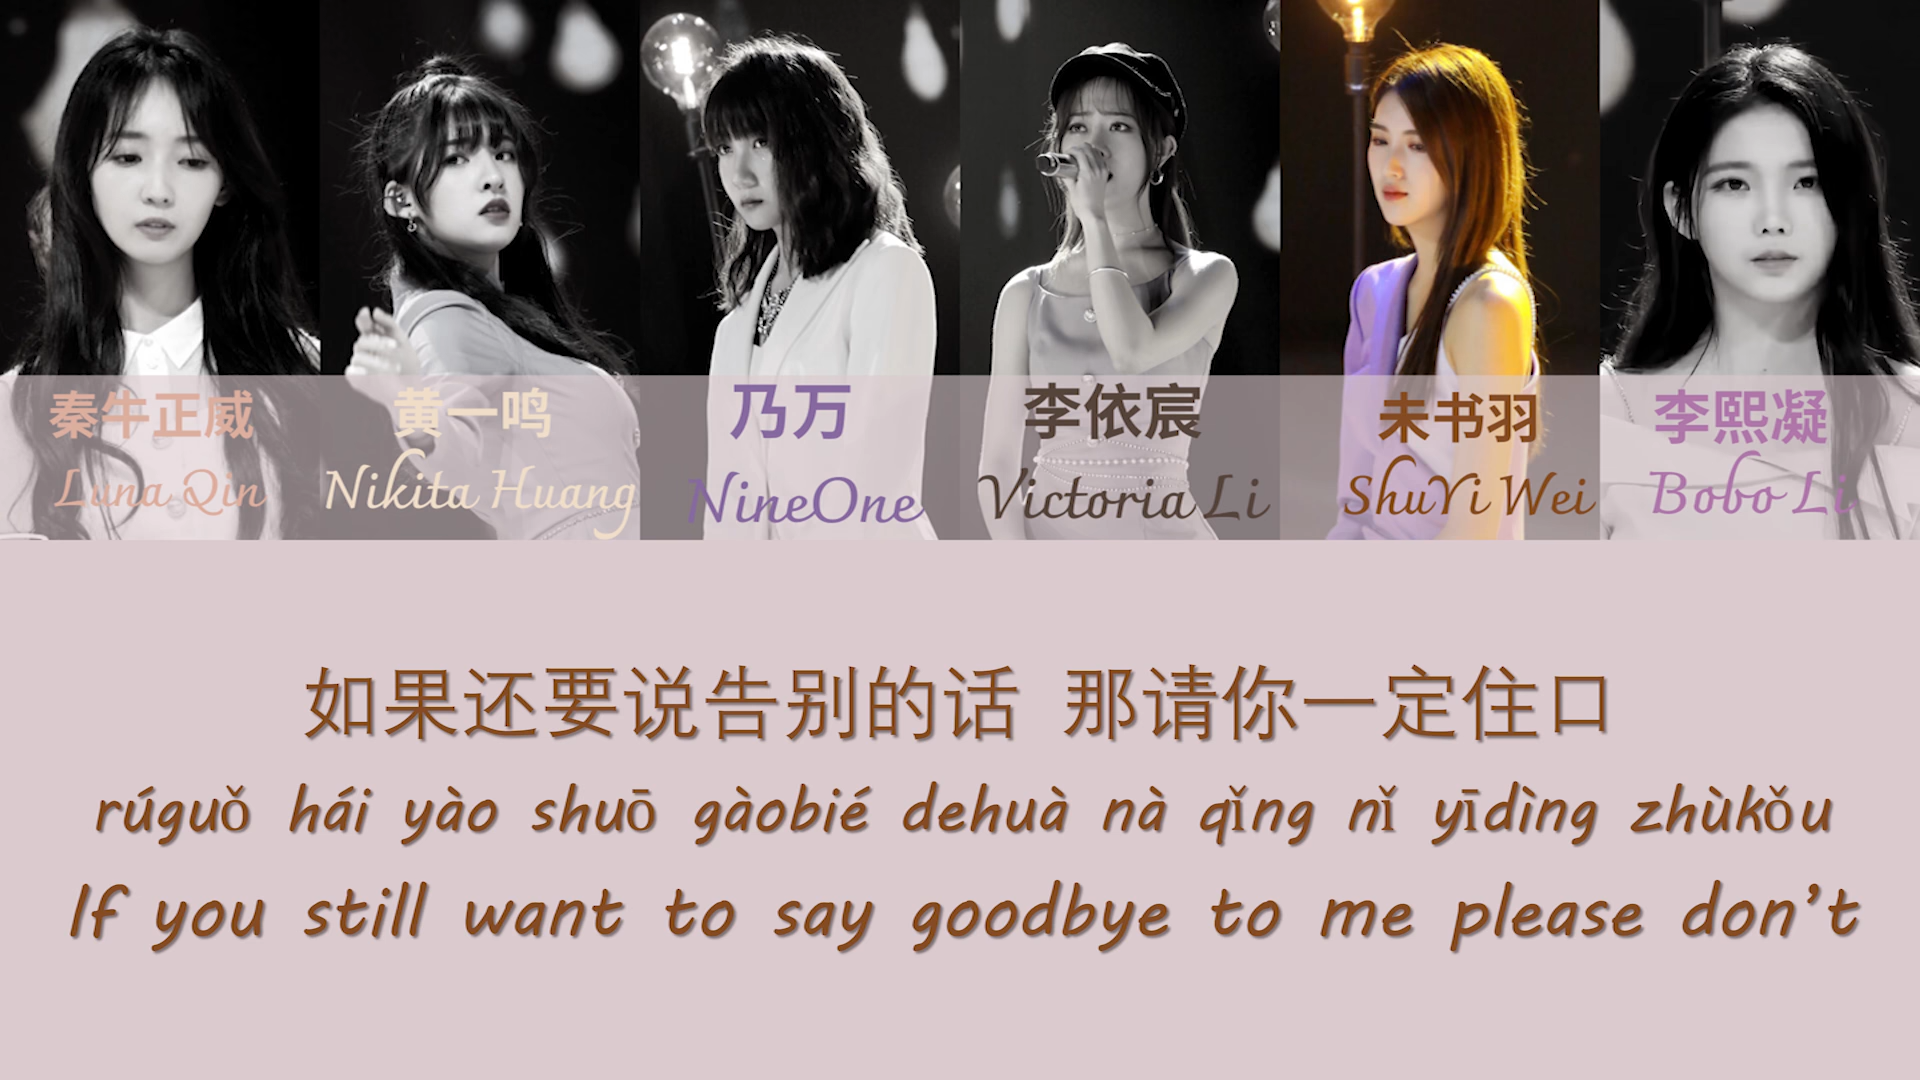 秦牛正威 黄一鸣 乃万 李依宸 未书羽 李熙凝
Luna Qin Nikita Huang NineOne Victoria Li ShuYi Wei Bobo Li
如果还要说告别的话 那请你一定住口
rúguǒ hái yào shuō gàobié dehuà nà qǐng nǐ yīdìng zhùkǒu
If you still want to say goodbye to me please don't